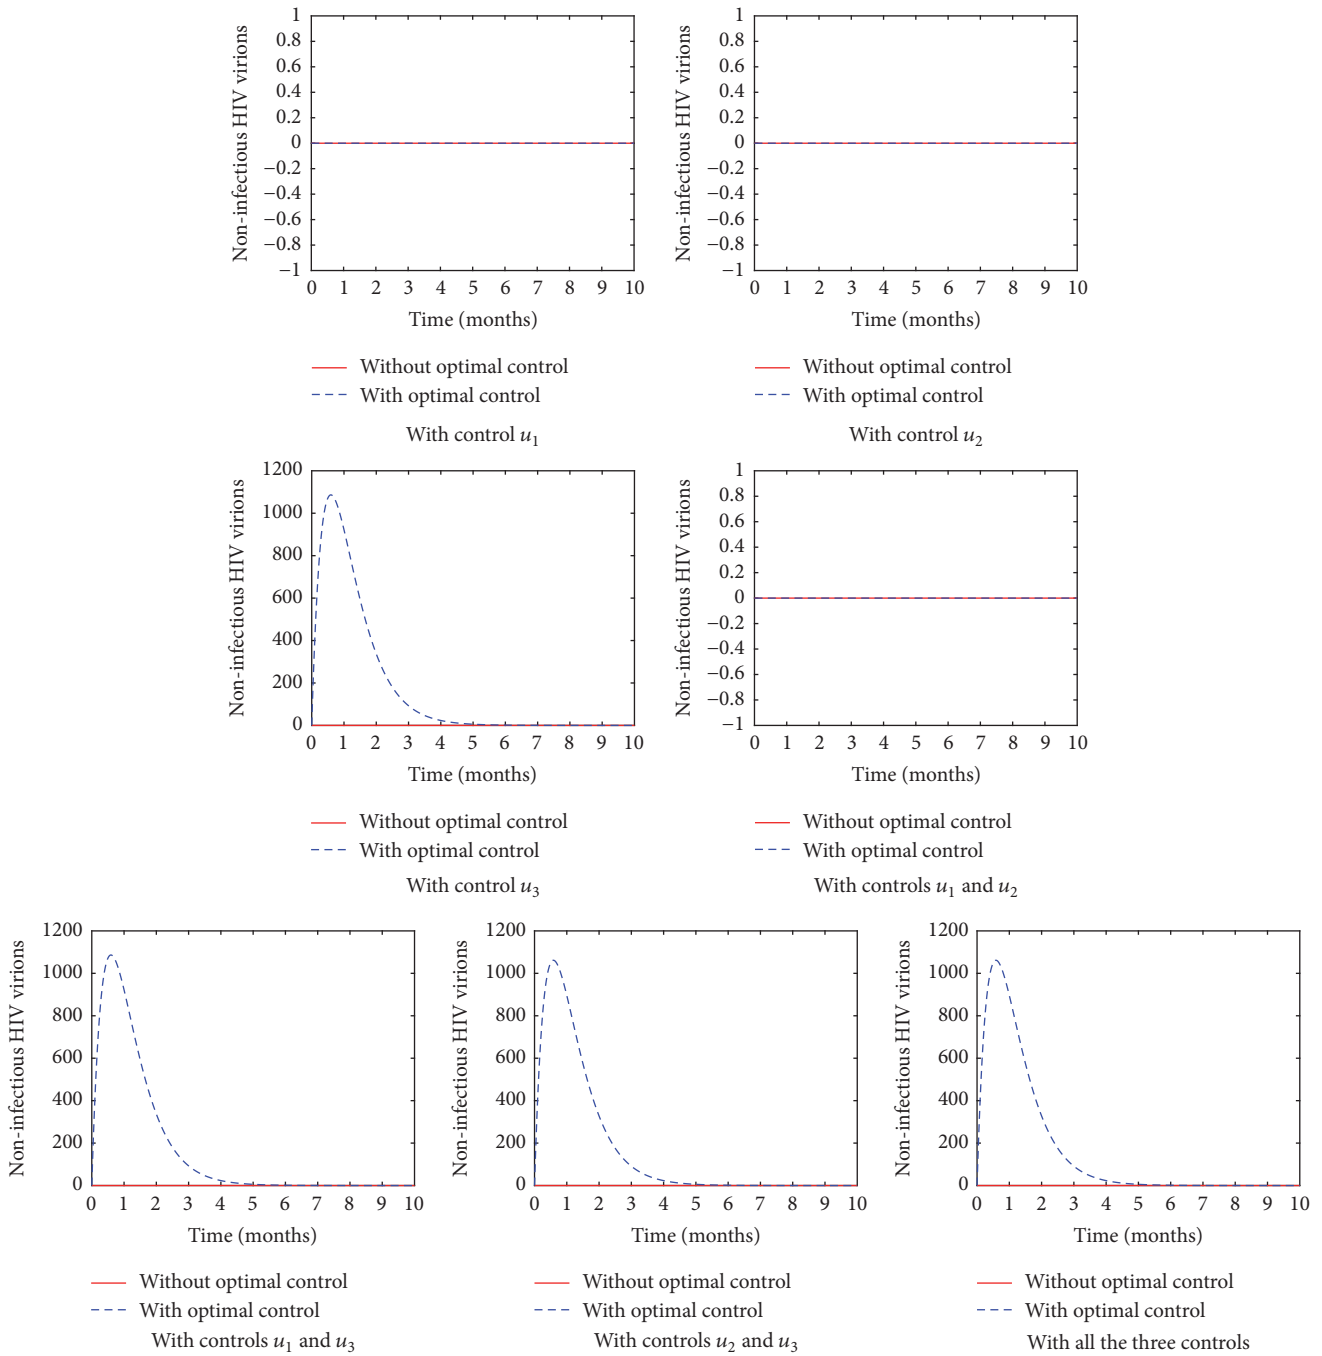 Non-infectious HIV virions
1
0.8
0.6
0.4
0.2
0
−0.2
−0.4
−0.6
−0.8
−1
0 1 2 3 4 5 6 7 8 9 10
Time (months)
Without optimal control
With optimal control
With control u1
Non-infectious HIV virions
1
0.8
0.6
0.4
0.2
0
−0.2
−0.4
−0.6
−0.8
−1
0 1 2 3 4 5 6 7 8 9 10
Time (months)
Without optimal control
With optimal control
With control u2
Non-infectious HIV virions
1200
1000
800
600
400
200
0
0 1 2 3 4 5 6 7 8 9 10
Time (months)
Without optimal control
With optimal control
With control u3
Non-infectious HIV virions
1
0.8
0.6
0.4
0.2
0
−0.2
−0.4
−0.6
−0.8
−1
0 1 2 3 4 5 6 7 8 9 10
Time (months)
Without optimal control
With optimal control
With controls u1 and u2
Non-infectious HIV virions
1200
1000
800
600
400
200
0
0 1 2 3 4 5 6 7 8 9 10
Time (months)
Without optimal control
With optimal control
With controls u1 and u3
Non-infectious HIV virions
1200
1000
800
600
400
200
0
0 1 2 3 4 5 6 7 8 9 10
Time (months)
Without optimal control
With optimal control
With controls u2 and u3
Non-infectious HIV virions
1200
1000
800
600
400
200
0
0 1 2 3 4 5 6 7 8 9 10
Time (months)
Without optimal control
With optimal control
With all the three controls